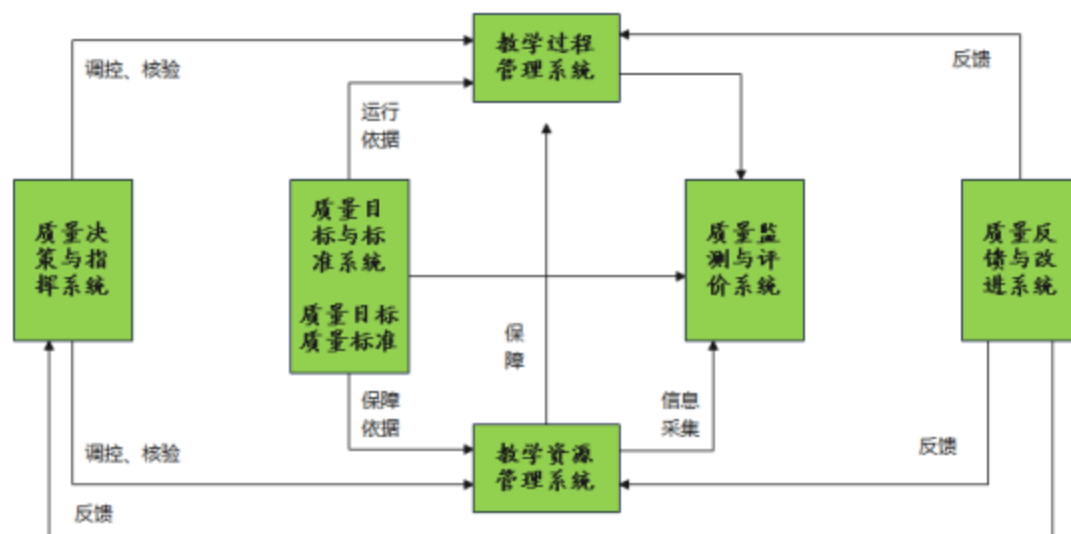 教学过程
管理系统
调控、核验
反馈
运行
依据
质量决
策与指
挥系统
质量目
标与标
准系统
质量目标
质量标准
质量监
测与评
价系统
质量反
馈与改
进系统
保
障
保障
依据
信息
采集
教学资源
管理系统
调控、核验
反馈
反馈